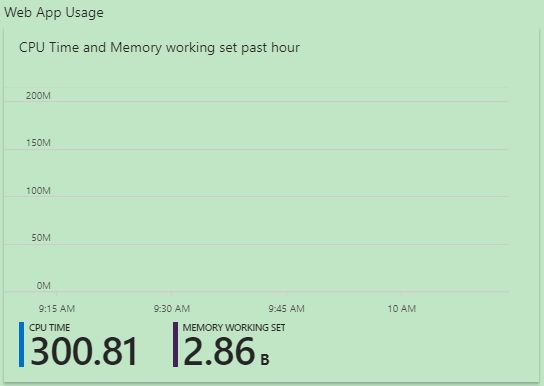 Web App Usage
CPU Time and Memory working set past hour
200M
150M
100M
50M
0M
9:15 AM 9:30 AM 9:45 AM 10 AM
CPU TIME MEMORY WORKING SET
300.81 2.86 B